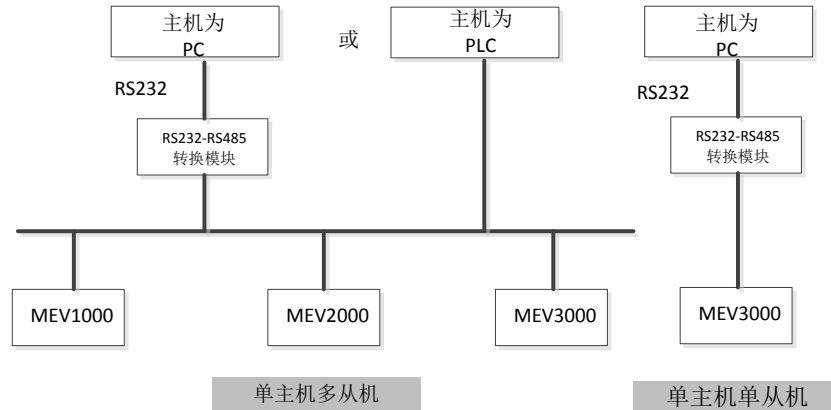 主机为
PC
或
主机为
PLC
RS232
RS232-RS485
转换模块
MEV1000
MEV2000
MEV3000
单主机多从机
主机为
PC
RS232
RS232-RS485
转换模块
MEV3000
单主机单从机